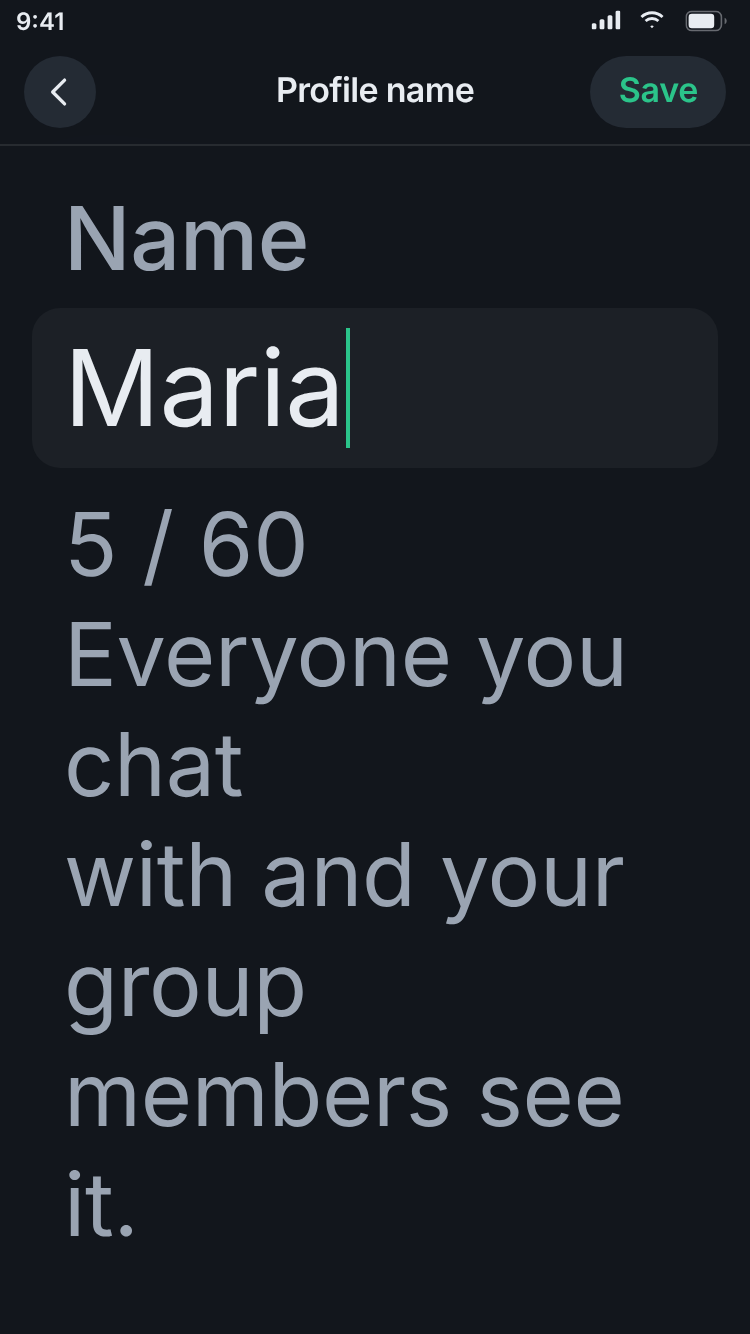 9:41
Profile name
Save
Name
Maria
5 / 60
Everyone you
chat
with and your
group
members see
it.